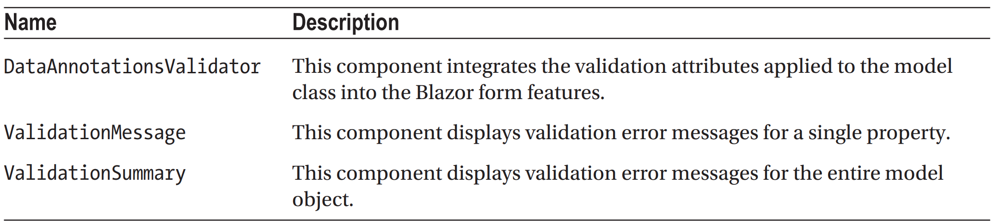 Name Description
DataAnnotationsValidator This component integrates the validation attributes applied to the model
class into the Blazor form features.
ValidationMessage This component displays validation error messages for a single property.
ValidationSummary This component displays validation error messages for the entire model
object.